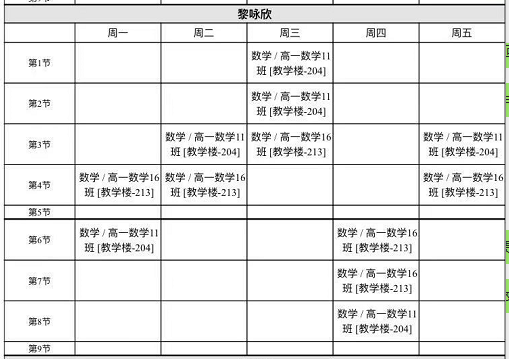 黎咏欣
周一 周二 周三 周四 周五
第1节
数学 / 高一数学11
班 [教学楼-204]
第2节
数学 / 高一数学11
班 [教学楼-204]
第3节
数学 / 高一数学11
班 [教学楼-204]
数学 / 高一数学16
班 [教学楼-213]
数学 / 高一数学11
班 [教学楼-204]
第4节
数学 / 高一数学16
班 [教学楼-213]
数学 / 高一数学16
班 [教学楼-213]
数学 / 高一数学16
班 [教学楼-213]
第5节
第6节
数学 / 高一数学11
班 [教学楼-204]
数学 / 高一数学16
班 [教学楼-213]
第7节
数学 / 高一数学16
班 [教学楼-213]
第8节
数学 / 高一数学11
班 [教学楼-204]
第9节